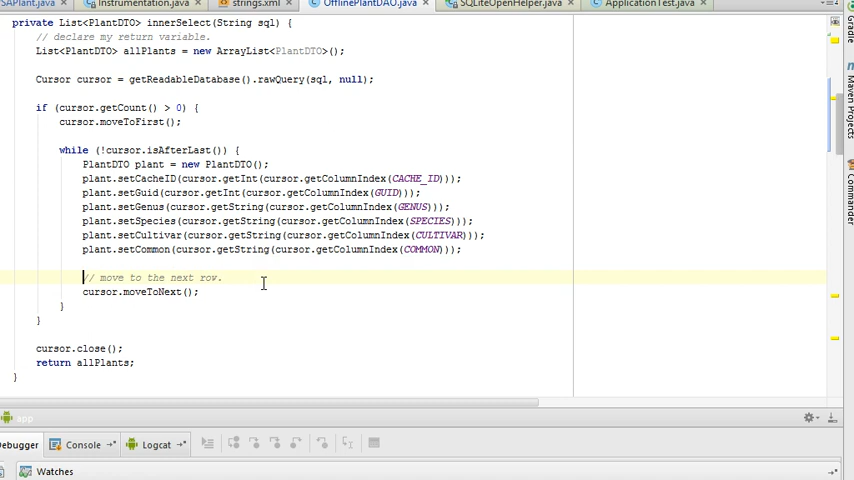 SAPlant.java Instrumentation.java strings.xml OfflinePlantDAO.java SQLiteOpenHelper.java ApplicationTest.java
private List<PlantDTO> innerSelect(String sql) {
// declare my return variable.
List<PlantDTO> allPlants = new ArrayList<PlantDTO>();
Cursor cursor = getReadableDatabase().rawQuery(sql, null);
if (cursor.getCount() > 0) {
cursor.moveToFirst();
while (!cursor.isAfterLast()) {
PlantDTO plant = new PlantDTO();
plant.setCacheID(cursor.getInt(cursor.getColumnIndex(CACHE_ID)));
plant.setGuid(cursor.getInt(cursor.getColumnIndex(GUID)));
plant.setGenus(cursor.getString(cursor.getColumnIndex(GENUS)));
plant.setSpecies(cursor.getString(cursor.getColumnIndex(SPECIES)));
plant.setCultivar(cursor.getString(cursor.getColumnIndex(CULTIVAR)));
plant.setCommon(cursor.getString(cursor.getColumnIndex(COMMON)));
// move to the next row.
cursor.moveToNext();
}
}
cursor.close();
return allPlants;
}
Gradle
Maven Projects
Commander
app
Debugger Console Logcat
Watches